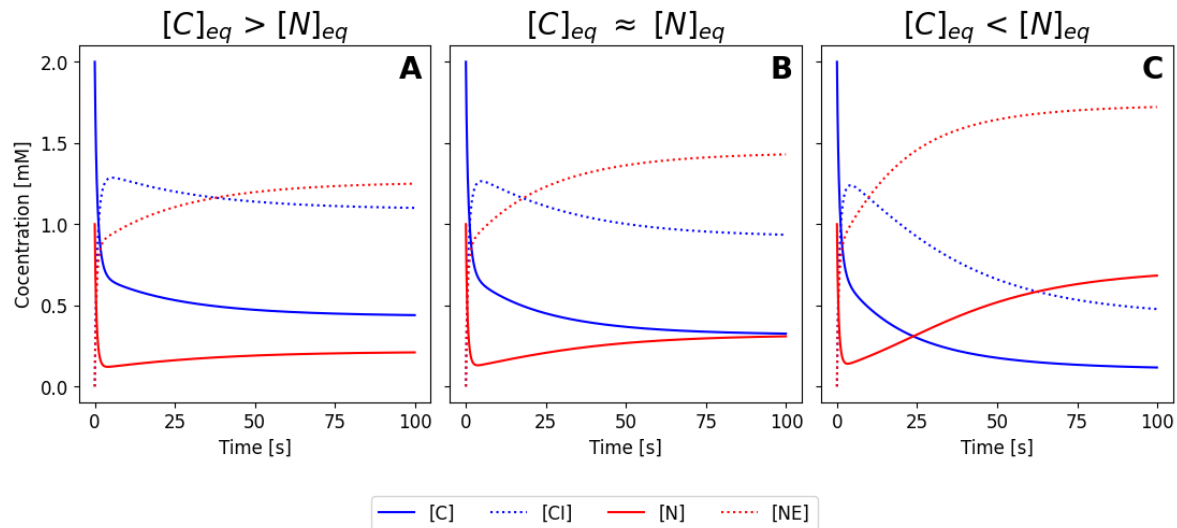 [C]eq > [N]eq
[C]eq ≈ [N]eq
[C]eq < [N]eq
A
B
C
2.0
1.5
1.0
0.5
0.0
Cocentration [mM]
0 25 50 75 100
0 25 50 75 100
0 25 50 75 100
Time [s]
Time [s]
Time [s]
[C] [CI] [N] [NE]